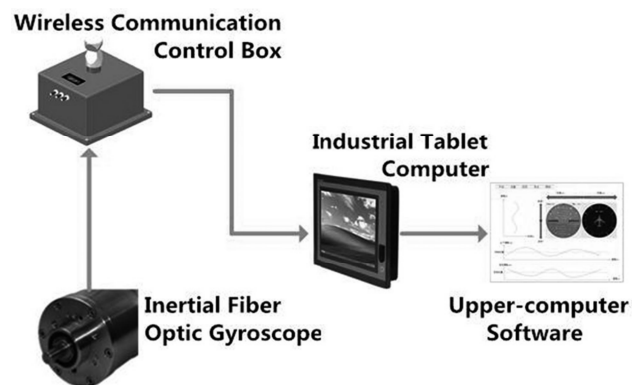 Wireless Communication
Control Box
Industrial Tablet
Computer
Inertial Fiber
Optic Gyroscope
Upper-computer
Software